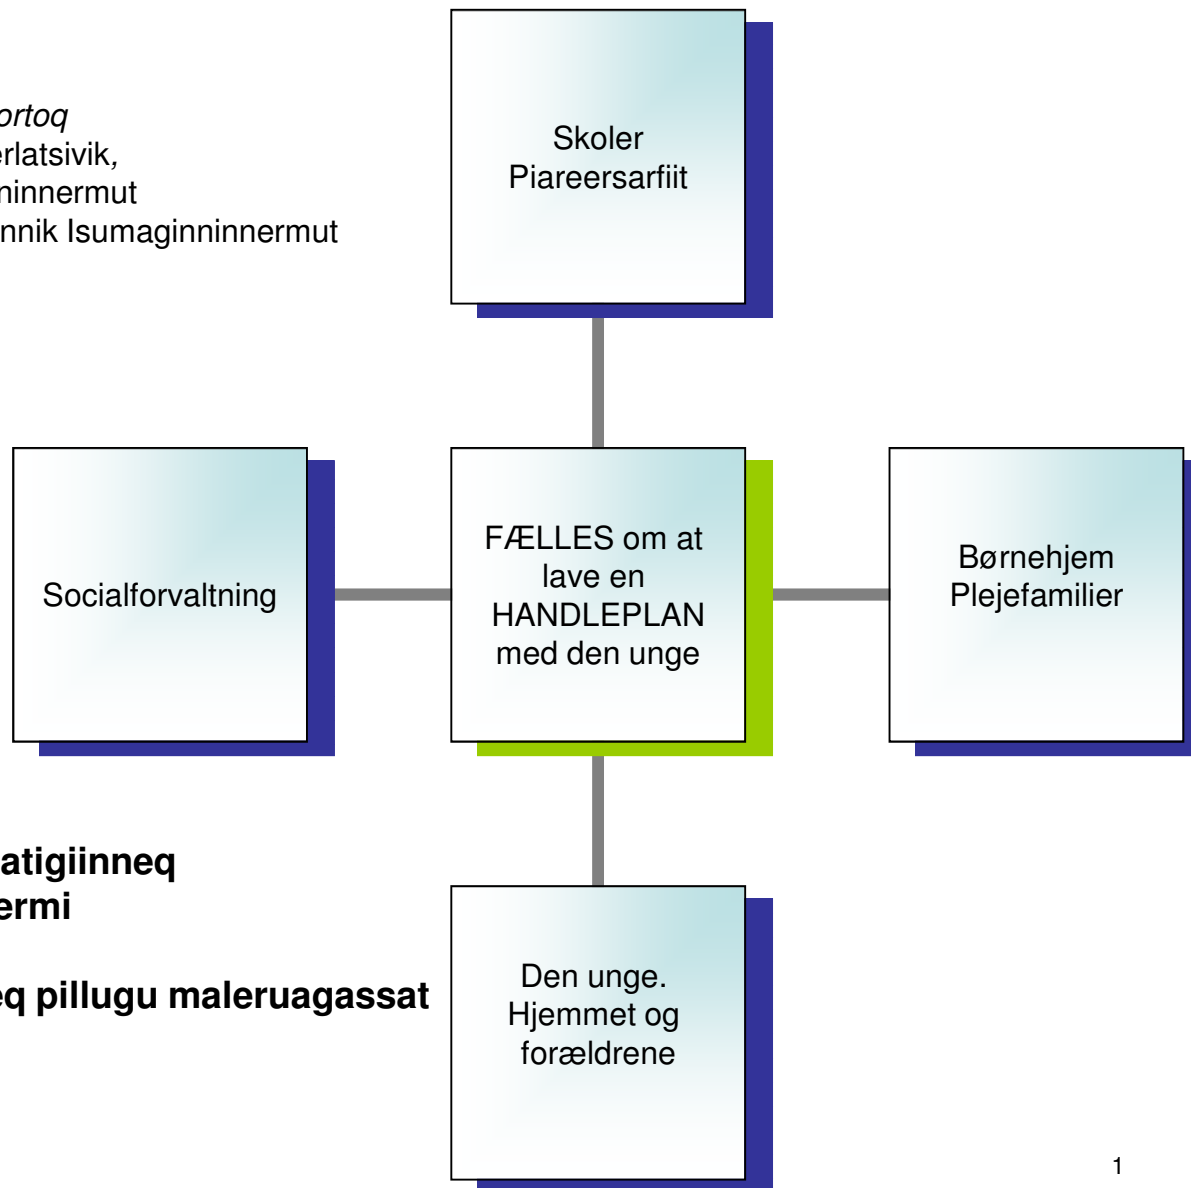 ortoq
erlatsivik,
ninnermut
nnik Isumaginninnermut
Skoler
Piareersarfiit
Socialforvaltning
FÆLLES om at
lave en
HANDLEPLAN
med den unge
Børnehjem
Plejefamilier
atigiinneq
ermi
eq pillugu maleruagassat
Den unge.
Hjemmet og
forældrene
1